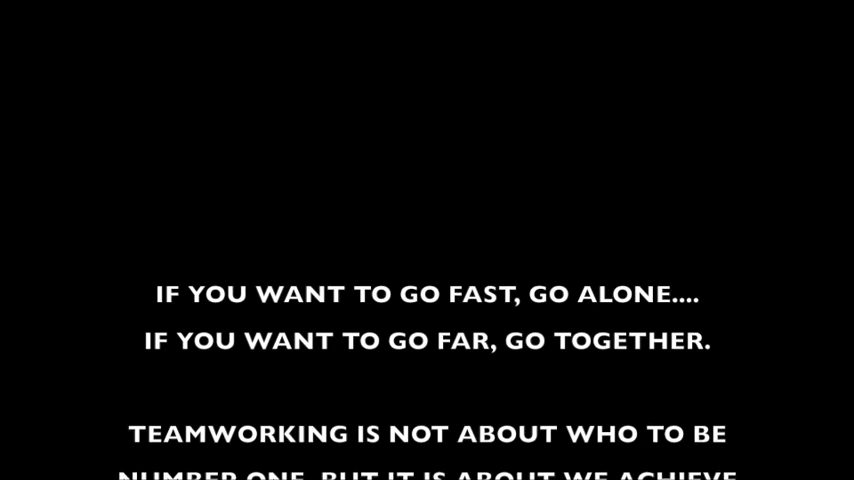 IF YOU WANT TO GO FAST, GO ALONE....
IF YOU WANT TO GO FAR, GO TOGETHER.
TEAMWORKING IS NOT ABOUT WHO TO BE
NUMBER ONE, BUT IT IS ABOUT WE ACHIEVE